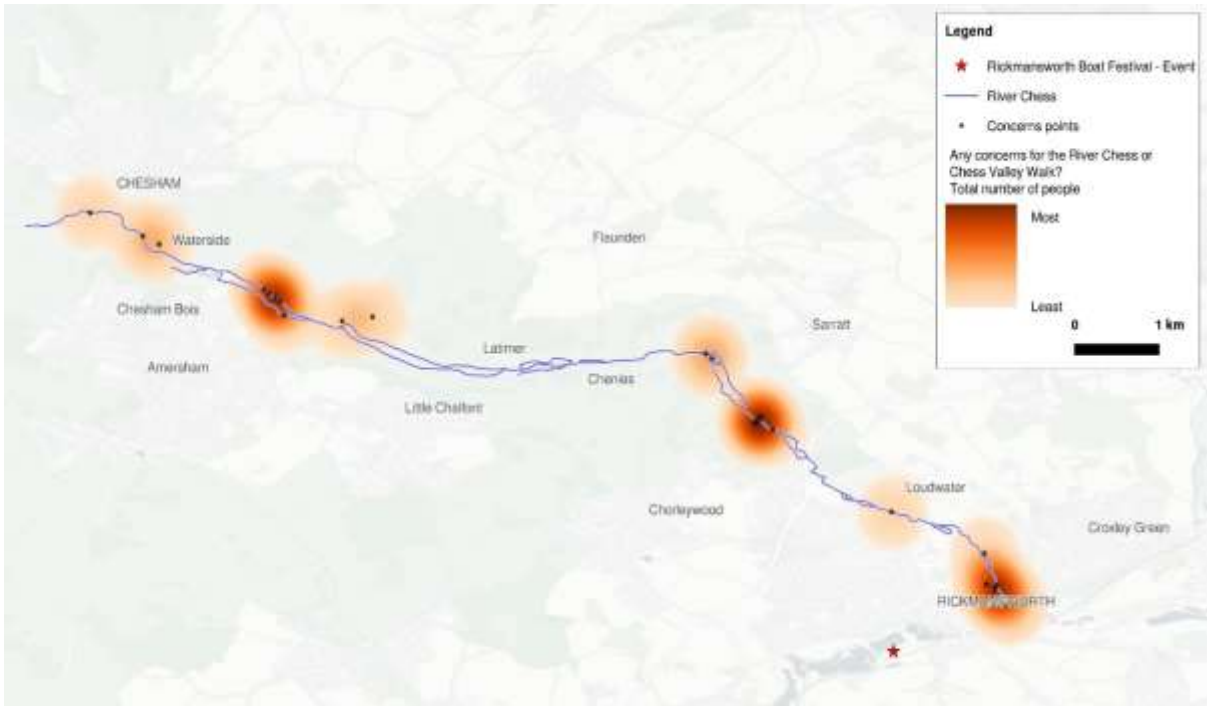 Legend
Rickmansworth Boat Festival - Event
River Chess
Concerns points
Any concerns for the River Chess or
Chess Valley Walk?
Total number of people
Most
Least
0 1 km
CHESHAM
Waterside
Flaunden
Chesham Bois
Sarratt
Latimer
Amersham
Chenies
Little Chalfont
Loudwater
Chorleywood
Croxley Green
RICKMANSWORTH